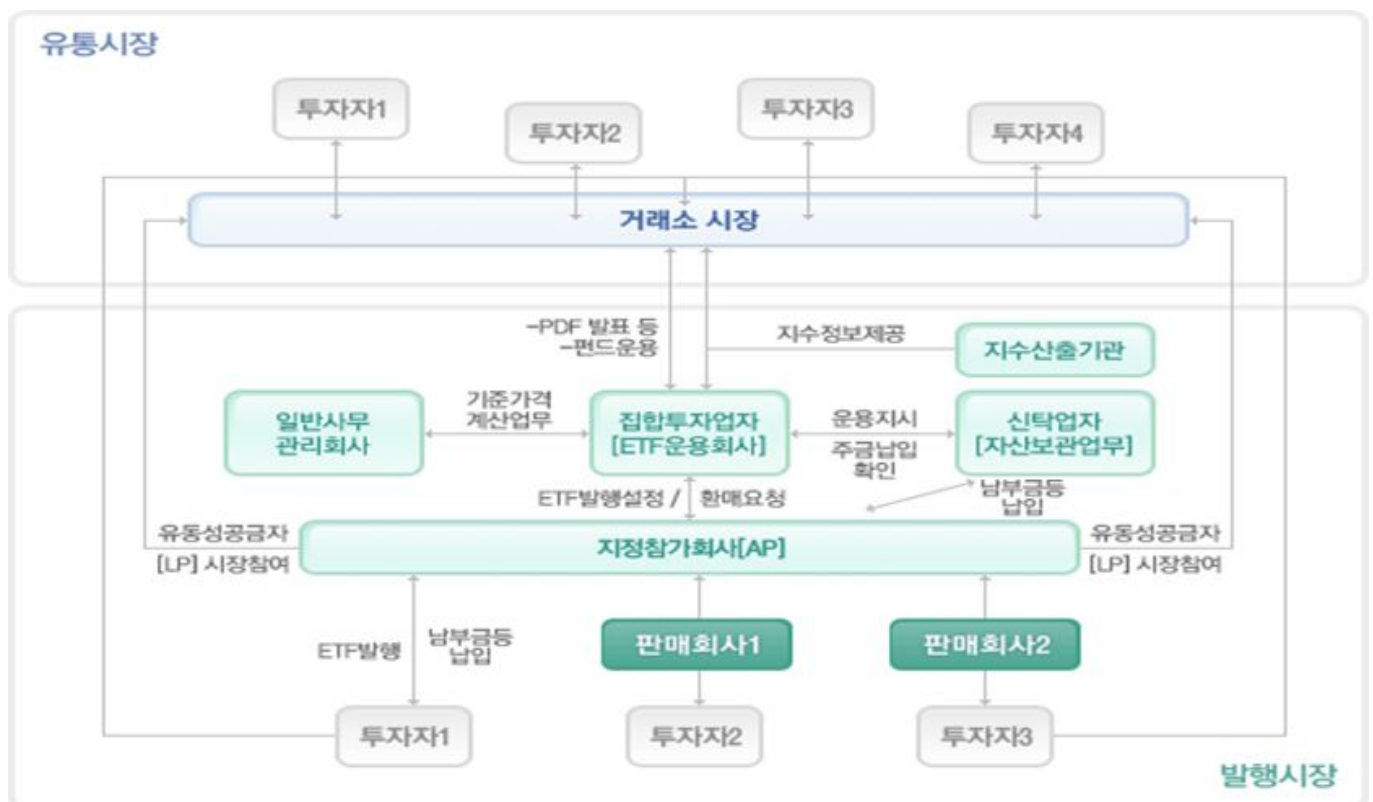 유통시장
투자자1
투자자2
투자자3
투자자4
거래소 시장
-PDF 발표 등
-펀드운용
지수정보제공
지수산출기관
일반사무
관리회사
기준가격
계산업무
집합투자업자
[ETF운용회사]
운용지시
주금납입
확인
신탁업자
[자산보관업무]
ETF발행설정 /
환매요청
남부금등
납입
유동성공급자
[LP] 시장참여
지정참가회사[AP]
유동성공급자
[LP] 시장참여
ETF발행
남부금등
납입
판매회사1
판매회사2
투자자1
투자자2
투자자3
발행시장